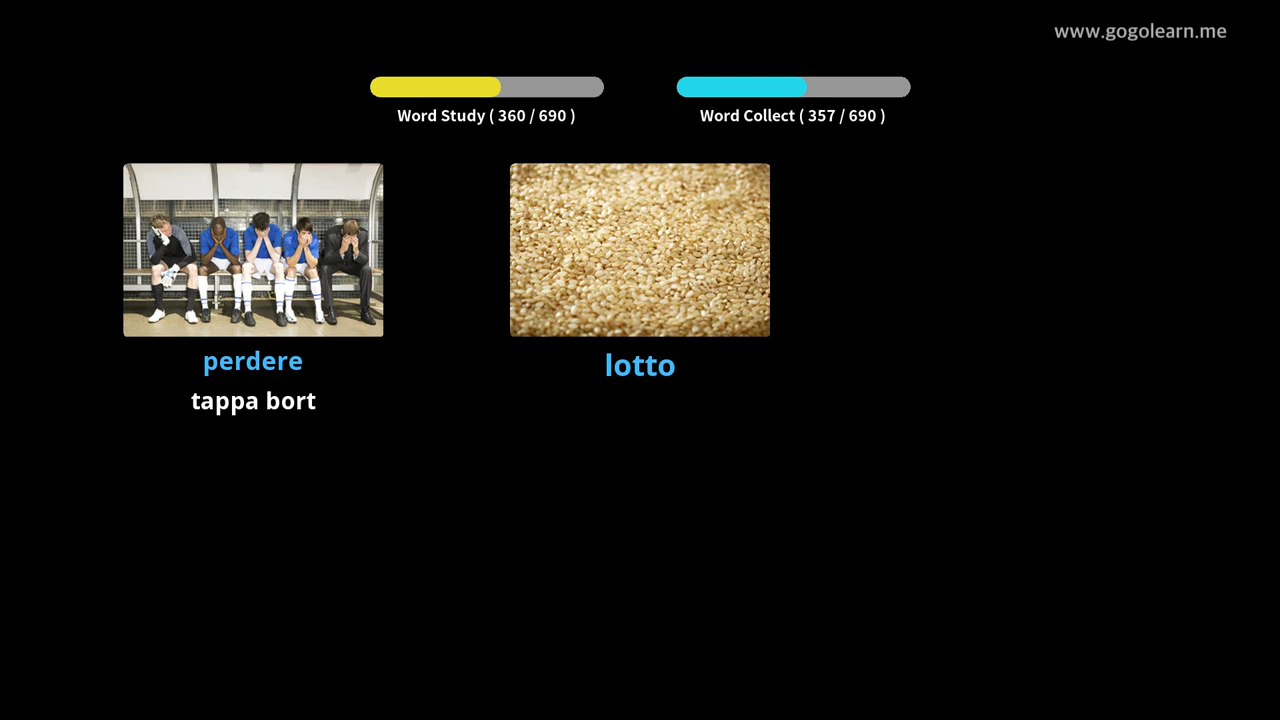 www.gogolearn.me
Word Study ( 360 / 690 )
Word Collect ( 357 / 690 )
perdere
tappa bort
lotto